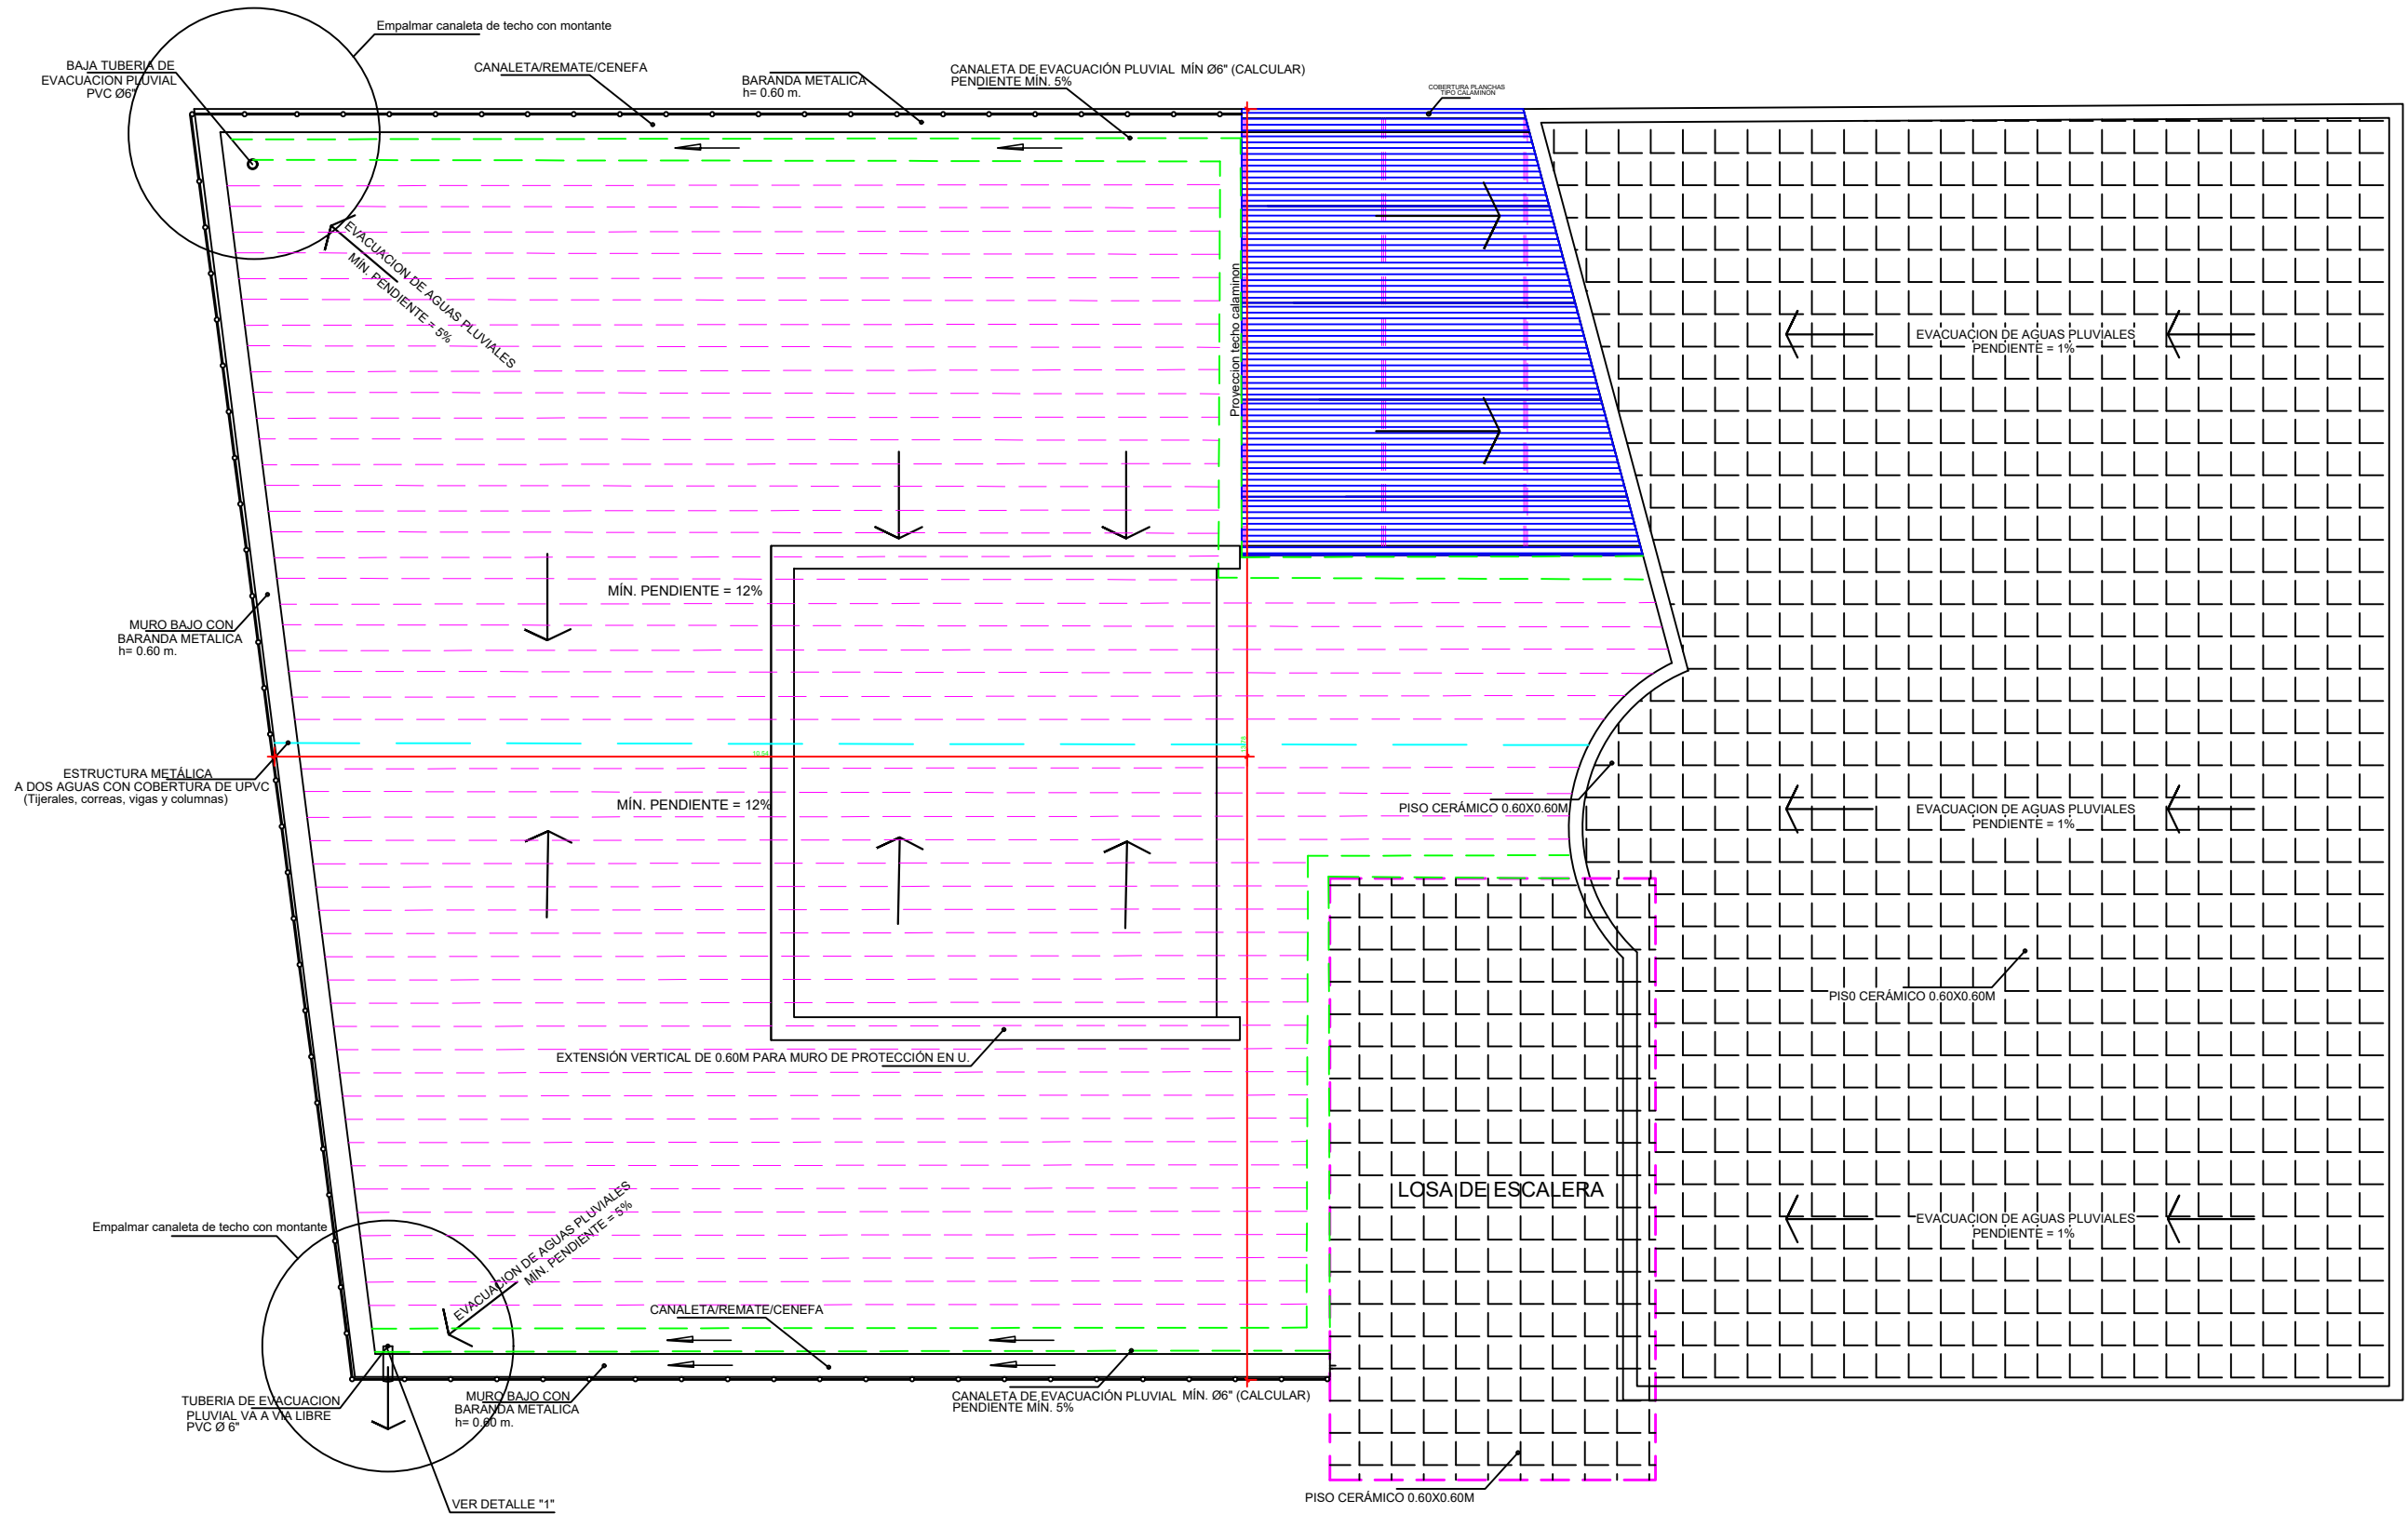 Empalmar canaleta de techo con montante
BAJA TUBERIA DE
EVACUACION PLUVIAL
PVC Ø6"
CANALETA/REMATE/CENEFA
BARANDA METALICA
h= 0.60 m.
CANALETA DE EVACUACIÓN PLUVIAL MÍN Ø6" (CALCULAR)
PENDIENTE MÍN. 5%
COBERTURA PLANCHAS
TIPO CALAMINON
EVACUACION DE AGUAS PLUVIALES
MÍN. PENDIENTE = 5%
Proyeccion techo calaminon
EVACUACION DE AGUAS PLUVIALES
PENDIENTE = 1%
MÍN. PENDIENTE = 12%
MURO BAJO CON
BARANDA METALICA
h= 0.60 m.
ESTRUCTURA METÁLICA
A DOS AGUAS CON COBERTURA DE UPVC
(Tijerales, correas, vigas y columnas)
10.54
MÍN. PENDIENTE = 12%
PISO CERÁMICO 0.60X0.60M
EVACUACION DE AGUAS PLUVIALES
PENDIENTE = 1%
PIS0 CERÁMICO 0.60X0.60M
EXTENSIÓN VERTICAL DE 0.60M PARA MURO DE PROTECCIÓN EN U.
LOSA DE ESCALERA
EVACUACION DE AGUAS PLUVIALES
PENDIENTE = 1%
Empalmar canaleta de techo con montante
EVACUACION DE AGUAS PLUVIALES
MÍN. PENDIENTE = 5%
CANALETA/REMATE/CENEFA
TUBERIA DE EVACUACION
PLUVIAL VA A VIA LIBRE
PVC Ø 6"
MURO BAJO CON
BARANDA METALICA
h= 0.60 m.
CANALETA DE EVACUACIÓN PLUVIAL MÍN. Ø6" (CALCULAR)
PENDIENTE MÍN. 5%
VER DETALLE "1"
PISO CERÁMICO 0.60X0.60M